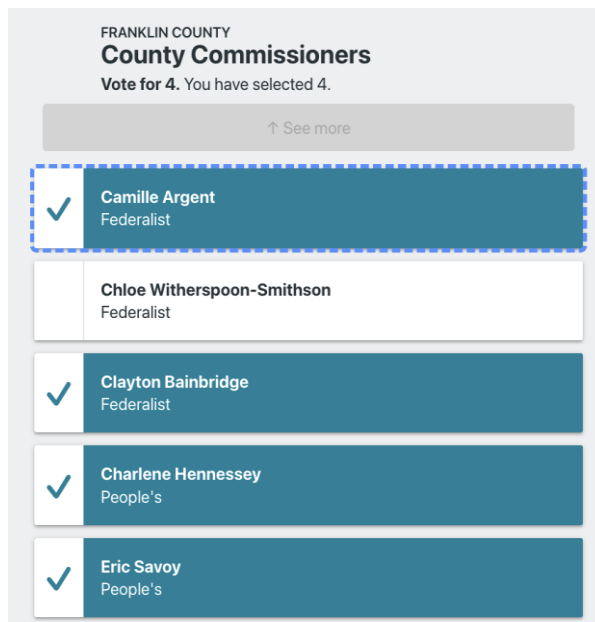 FRANKLIN COUNTY
County Commissioners
Vote for 4. You have selected 4.
↑ See more
Camille Argent
Federalist
Chloe Witherspoon-Smithson
Federalist
Clayton Bainbridge
Federalist
Charlene Hennessey
People's
Eric Savoy
People's